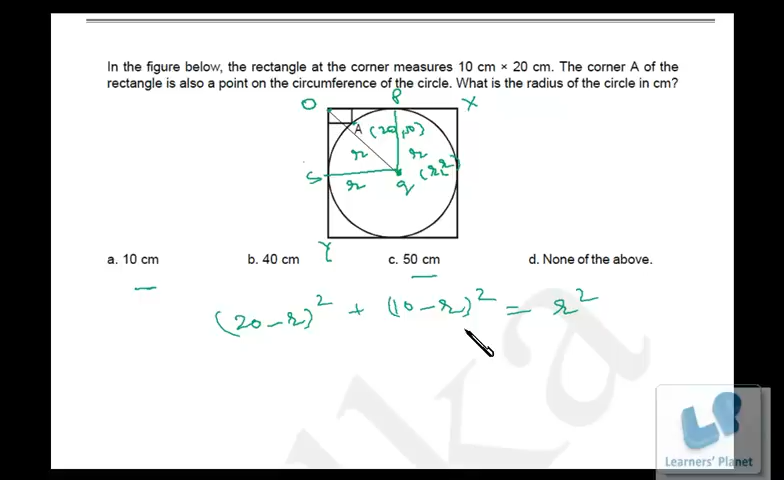 In the figure below, the rectangle at the corner measures 10 cm × 20 cm. The corner A of the
rectangle is also a point on the circumference of the circle. What is the radius of the circle in cm?
O P X
A (20,10)
r r
S r q (r,r)
Y
a. 10 cm b. 40 cm c. 50 cm d. None of the above.
(20-r)² + (10-r)² = r²
LP
Learners' Planet